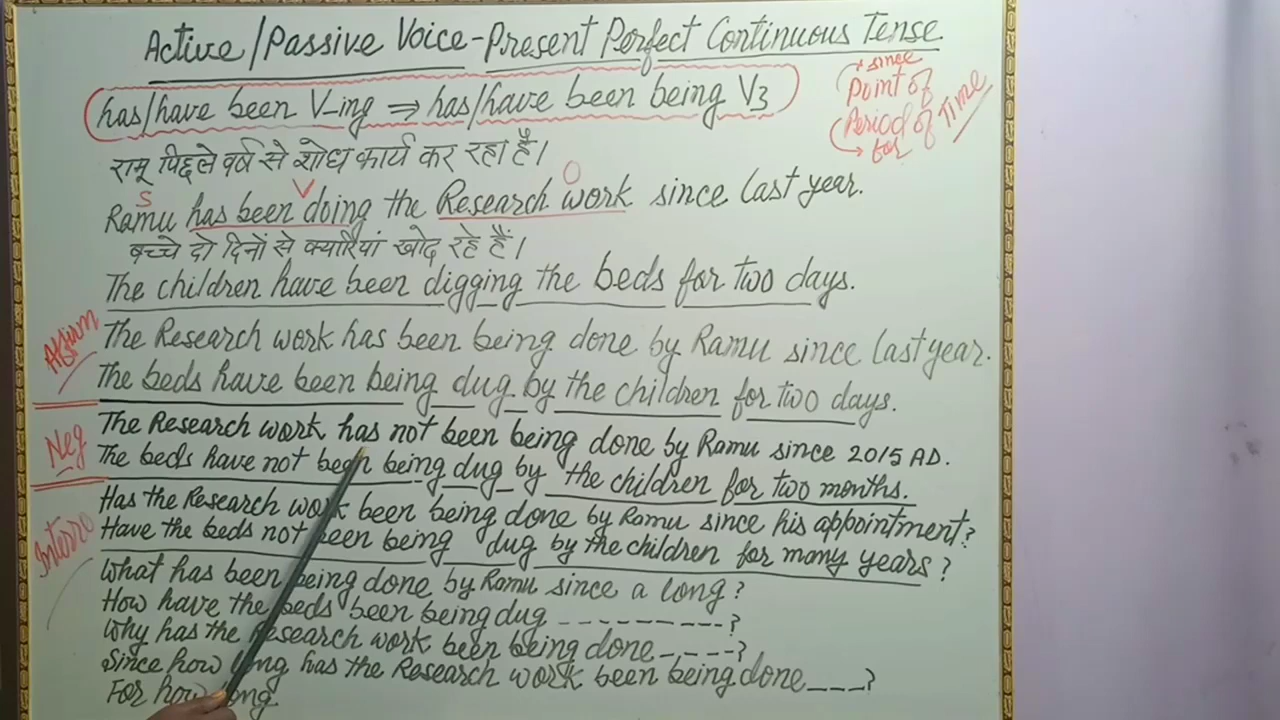 Active/Passive Voice-Present Perfect Continuous Tense
has/have been V-ing ⇒ has/have been being V3
since
Point of
Period of Time
for
रामू पिछले वर्ष से शोध कार्य कर रहा है।
S V O
Ramu has been doing the Research work since last year.
बच्चे दो दिनों से क्यारियां खोद रहे हैं।
The children have been digging the beds for two days.
Affirm
The Research work has been being done by Ramu since last year.
The beds have been being dug by the children for two days.
Neg
The Research work has not been being done by Ramu since 2015 AD.
The beds have not been being dug by the children for two months.
Interro
Has the Research work been being done by Ramu since his appointment?
Have the beds not been being dug by the children for many years?
What has been being done by Ramu since a long?
How have the beds been being dug ---------?
Why has the Research work been being done-----?
Since how long has the Research work been being done___?
For how long